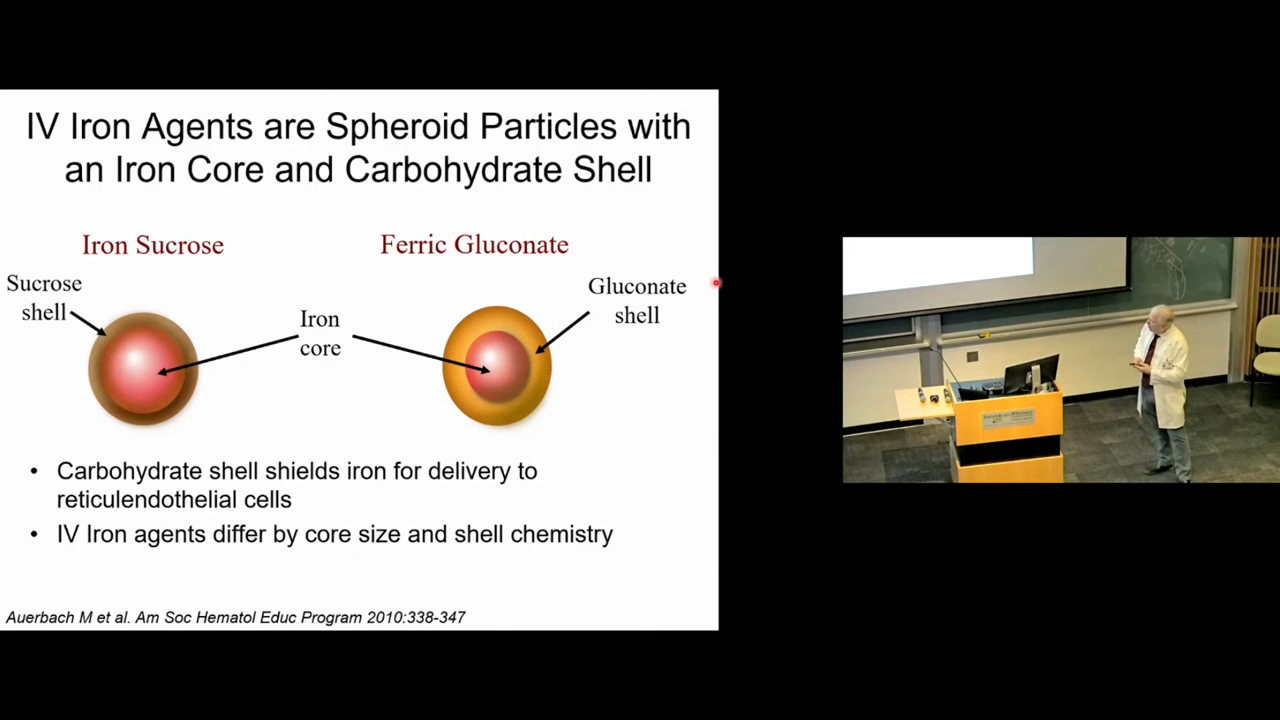 IV Iron Agents are Spheroid Particles with
an Iron Core and Carbohydrate Shell
Iron Sucrose
Ferric Gluconate
Sucrose
shell
Iron
core
Gluconate
shell
• Carbohydrate shell shields iron for delivery to
reticulendothelial cells
• IV Iron agents differ by core size and shell chemistry
Auerbach M et al. Am Soc Hematol Educ Program 2010:338-347